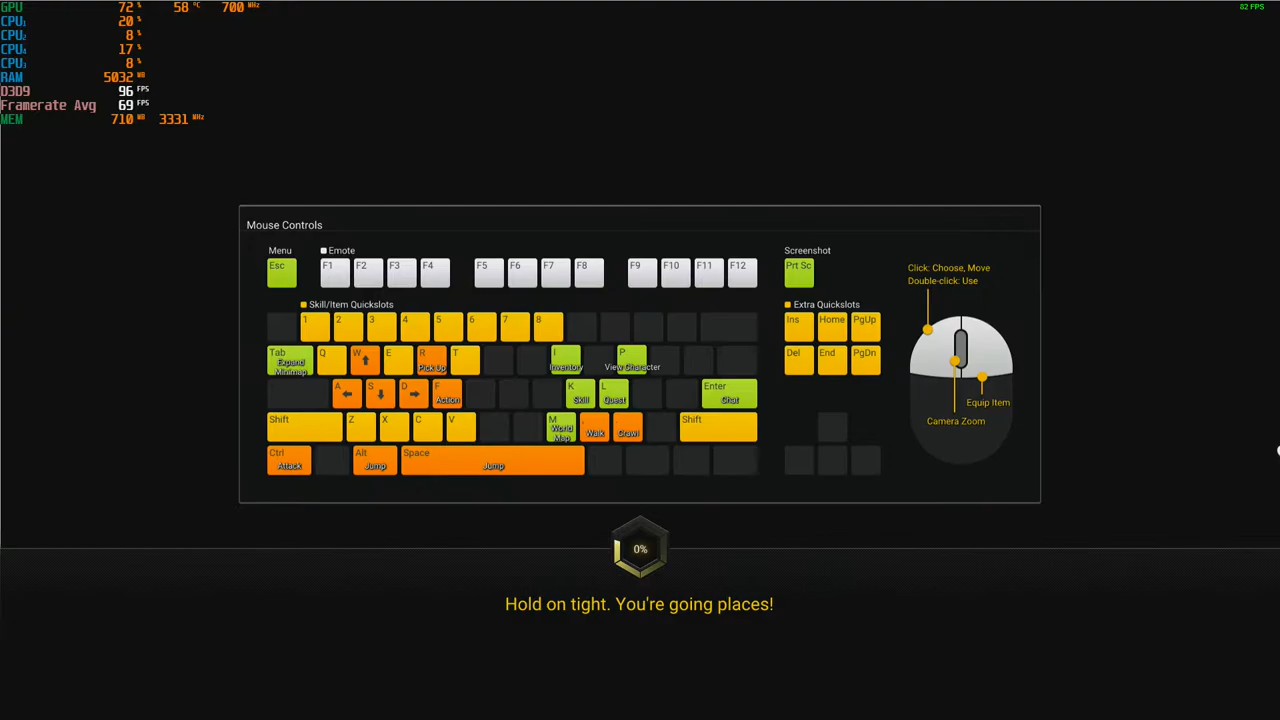 GPU 72 % 58 °C 700 MHz
82 FPS
CPU₁ 20 %
CPU₂ 8 %
CPU₄ 17 %
8 %
RAM 5032 MB
D3D9 96 FPS
Framerate Avg 69 FPS
MEM 710 MB 3331 MHz
Mouse Controls
Menu Emote Screenshot
Esc F1 F2 F3 F4 F5 F6 F7 F8 F9 F10 F11 F12 Prt Sc
Click: Choose, Move
Double-click: Use
Skill/Item Quickslots Extra Quickslots
1 2 3 4 5 6 7 8 Ins Home PgUp
Tab Q W E R T I P Del End PgDn
Expand Minimap Pick Up Inventory View Character
A S D F K L Enter
Action Skill Quest Chat
Equip Item
Camera Zoom
Shift Z X C V M , . Shift
World Map Walk Crawl
Ctrl Alt Space
Attack Jump Jump
0%
Hold on tight. You're going places!